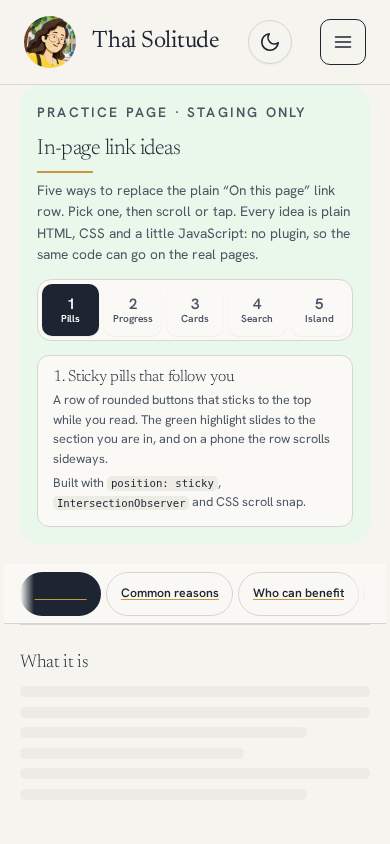 Thai Solitude
PRACTICE PAGE · STAGING ONLY
In-page link ideas
Five ways to replace the plain “On this page” link
row. Pick one, then scroll or tap. Every idea is plain
HTML, CSS and a little JavaScript: no plugin, so the
same code can go on the real pages.
1 2 3 4 5
Pills Progress Cards Search Island
1. Sticky pills that follow you
A row of rounded buttons that sticks to the top
while you read. The green highlight slides to the
section you are in, and on a phone the row scrolls
sideways.
Built with position: sticky,
IntersectionObserver and CSS scroll snap.
Common reasons Who can benefit
What it is